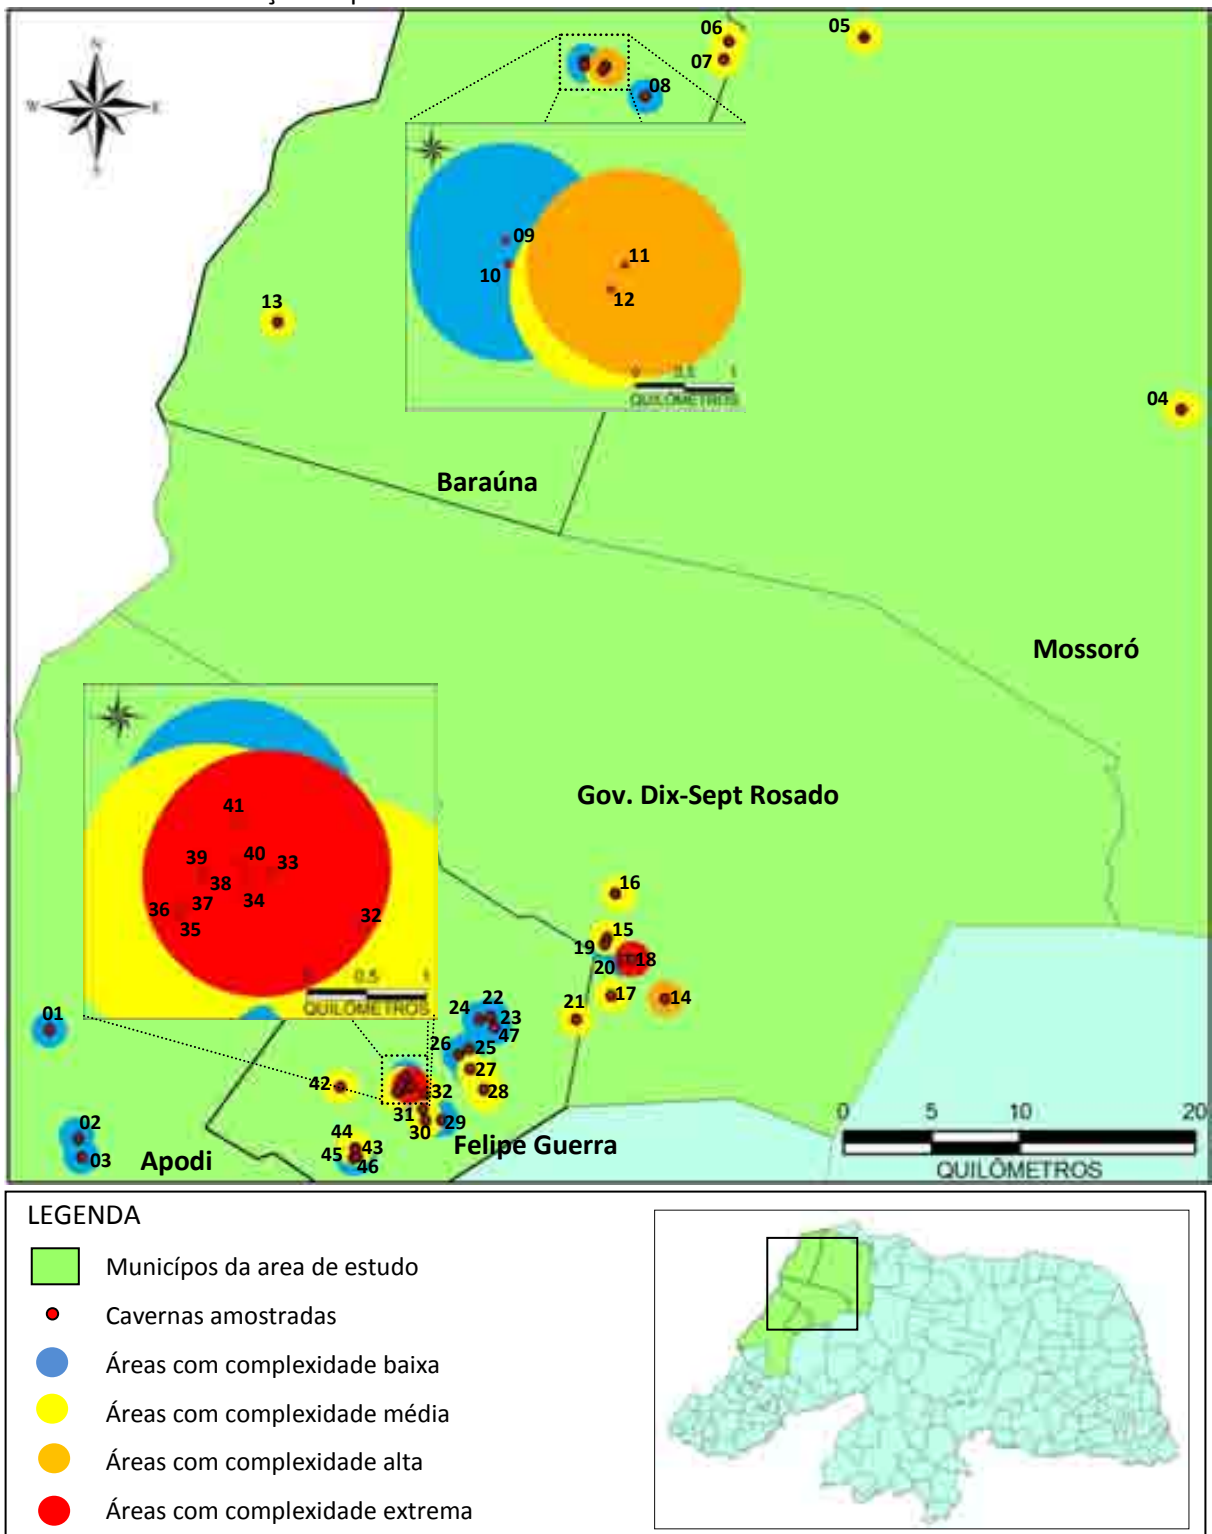 N
W
E
S
06
05
07
08
09
10
11
12
0 0,5 1
QUILÔMETROS
13
04
Baraúna
Mossoró
Gov. Dix-Sept Rosado
41
39
40
33
38
37
34
36
35
32
0,5 1
QUILÔMETROS
16
15
19
20
18
17
14
21
01
24
22
23
47
26
25
27
28
42
32
31
30
29
02
03
44
43
45
46
Apodi
Felipe Guerra
0 5 10 20
QUILÔMETROS
LEGENDA
Municípos da area de estudo
Cavernas amostradas
Áreas com complexidade baixa
Áreas com complexidade média
Áreas com complexidade alta
Áreas com complexidade extrema